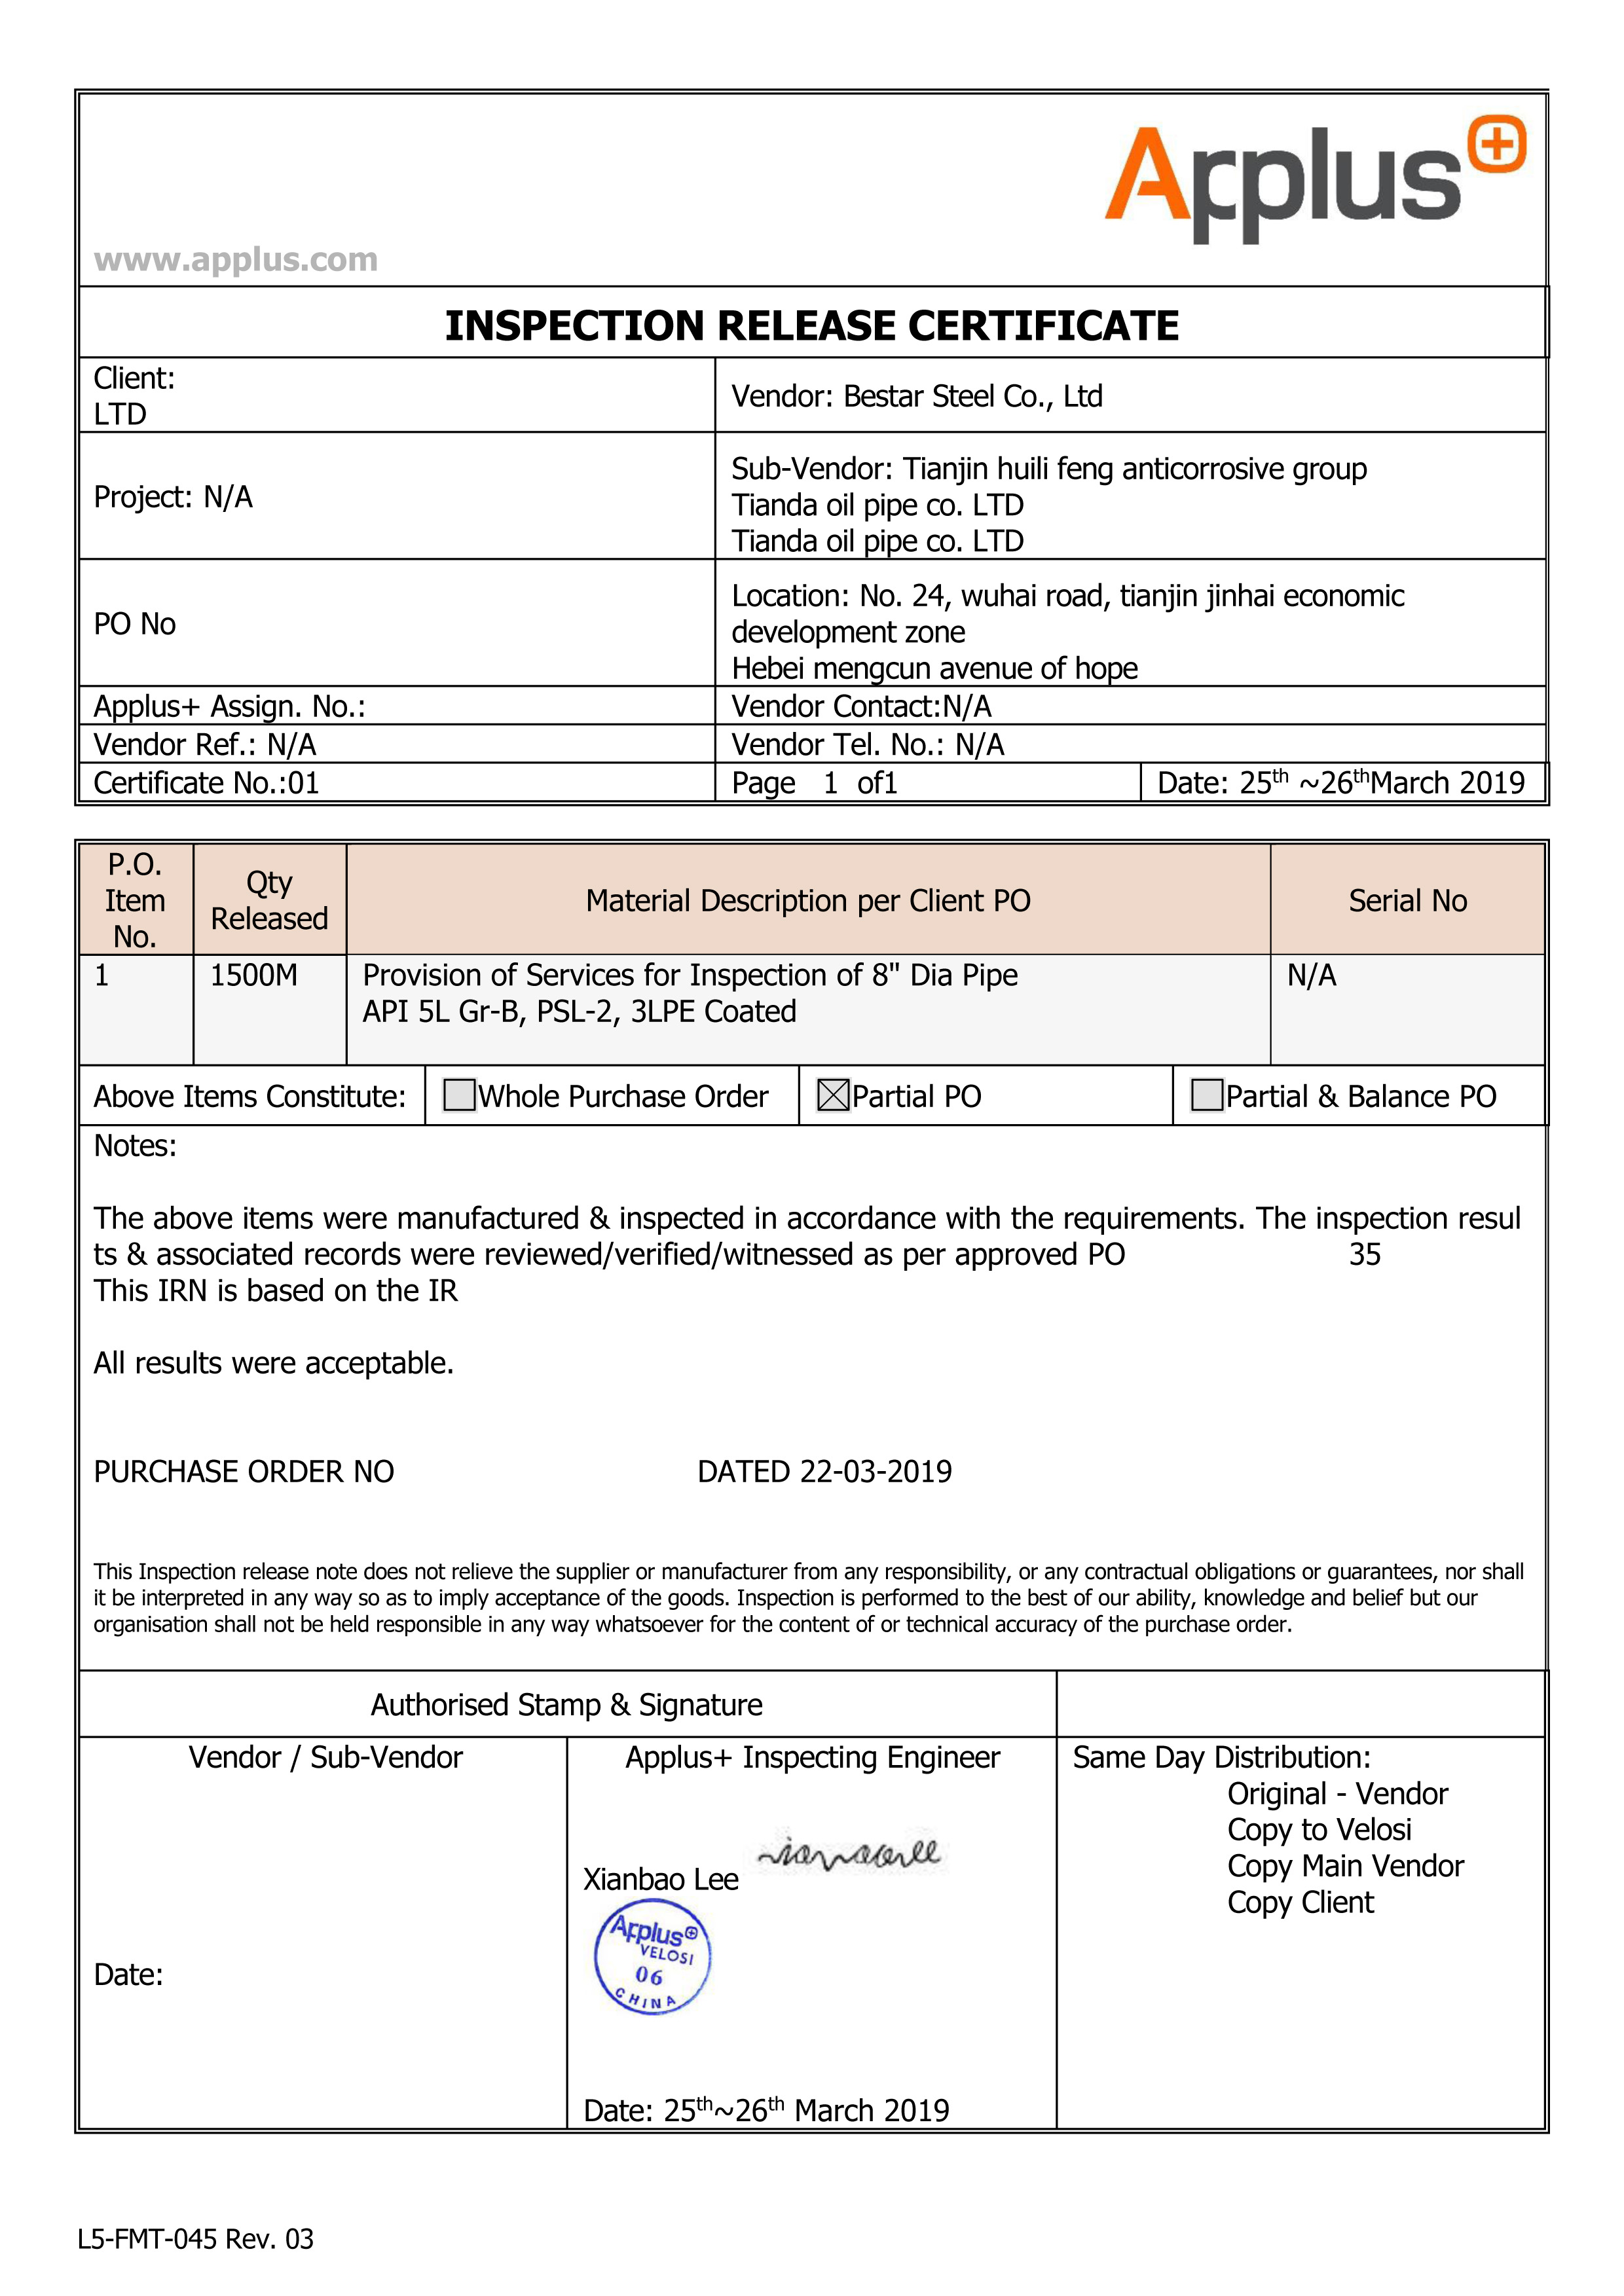 Applus+
www.applus.com
INSPECTION RELEASE CERTIFICATE
Client:
LTD
Vendor: Bestar Steel Co., Ltd
Project: N/A
Sub-Vendor: Tianjin huili feng anticorrosive group
Tianda oil pipe co. LTD
Tianda oil pipe co. LTD
PO No
Location: No. 24, wuhai road, tianjin jinhai economic
development zone
Hebei mengcun avenue of hope
Applus+ Assign. No.:
Vendor Contact:N/A
Vendor Ref.: N/A
Vendor Tel. No.: N/A
Certificate No.:01
Page 1 of1
Date: 25th ~26thMarch 2019
P.O.
Item
No.
Qty
Released
Material Description per Client PO
Serial No
1
1500M
Provision of Services for Inspection of 8" Dia Pipe
API 5L Gr-B, PSL-2, 3LPE Coated
N/A
Above Items Constitute:
Whole Purchase Order
Partial PO
Partial & Balance PO
Notes:
The above items were manufactured & inspected in accordance with the requirements. The inspection resul
ts & associated records were reviewed/verified/witnessed as per approved PO 35
This IRN is based on the IR
All results were acceptable.
PURCHASE ORDER NO DATED 22-03-2019
This Inspection release note does not relieve the supplier or manufacturer from any responsibility, or any contractual obligations or guarantees, nor shall
it be interpreted in any way so as to imply acceptance of the goods. Inspection is performed to the best of our ability, knowledge and belief but our
organisation shall not be held responsible in any way whatsoever for the content of or technical accuracy of the purchase order.
Authorised Stamp & Signature
Vendor / Sub-Vendor
Date:
Applus+ Inspecting Engineer
Xianbao Lee
Applus+
VELOSI
06
CHINA
Date: 25th~26th March 2019
Same Day Distribution:
Original - Vendor
Copy to Velosi
Copy Main Vendor
Copy Client
L5-FMT-045 Rev. 03